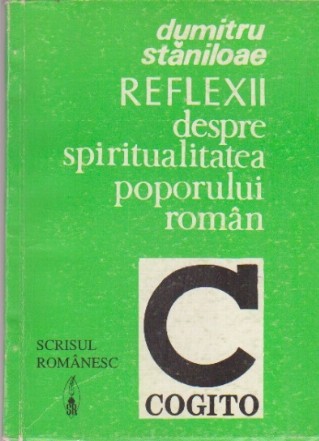 dumitru
stăniloae
REFLEXII
despre
spiritualitatea
poporului
român
C
COGITO
SCRISUL
ROMÂNESC